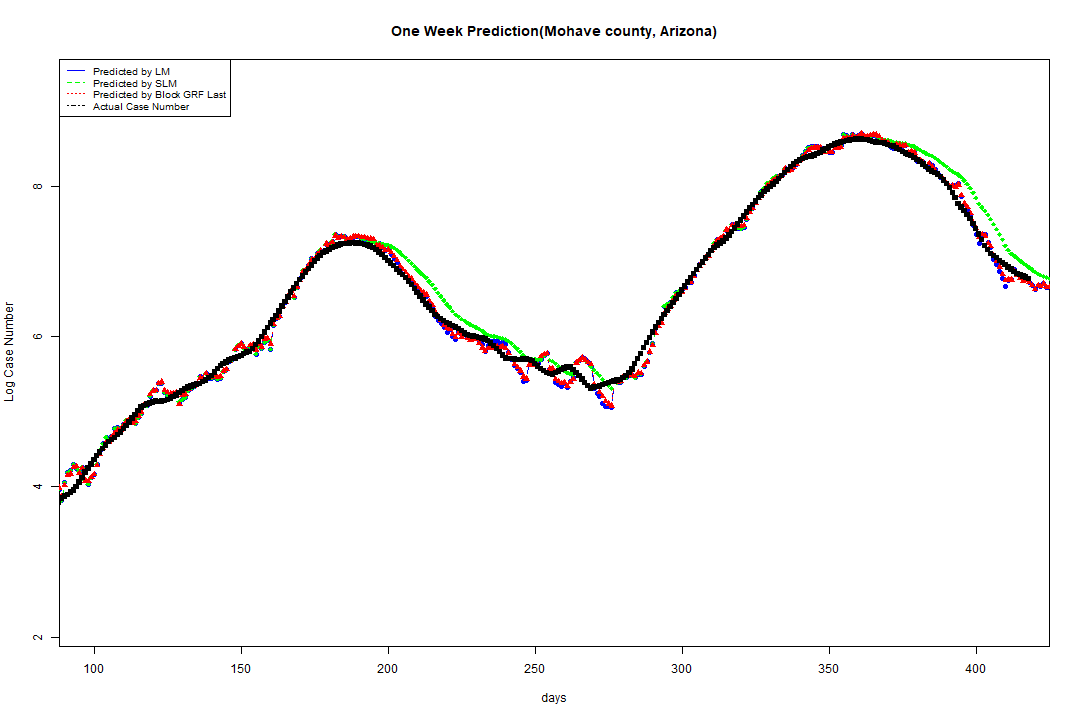 One Week Prediction(Mohave county, Arizona)
Predicted by LM
Predicted by SLM
Predicted by Block GRF Last
Actual Case Number
8
6
4
2
Log Case Number
100 150 200 250 300 350 400
days